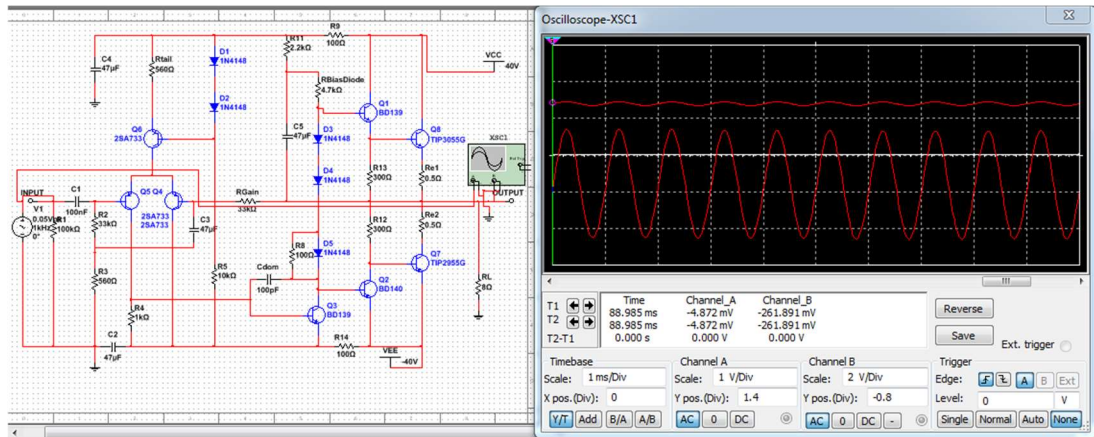 R9
100Ω
C4
47µF
Rtail
560Ω
D1
1N4148
R11
2.2kΩ
VCC
40V
RBiasDiode
4.7kΩ
D2
1N4148
Q1
BD139
Q6
2SA733
C5
47µF
D3
1N4148
Q8
TIP3055G
XSC1
D4
1N4148
R13
300Ω
Re1
0.5Ω
INPUT
C1
100nF
Q5 Q4
2SA733
2SA733
RGain
33kΩ
OUTPUT
V1
1kHz
0°
R1
100kΩ
R2
33kΩ
C3
47µF
R12
300Ω
Re2
0.5Ω
R8
100Ω
D5
1N4148
Q7
TIP2955G
R3
560Ω
R5
10kΩ
Cdom
100pF
Q2
BD140
RL
8Ω
R4
1kΩ
Q3
BD139
C2
47µF
R14
100Ω
VEE
-40V
Oscilloscope-XSC1
Time Channel_A Channel_B
T1 88.985 ms -4.872 mV -261.891 mV
T2 88.985 ms -4.872 mV -261.891 mV
T2-T1 0.000 s 0.000 V 0.000 V
Reverse
Save
Ext. trigger
Timebase
Scale: 1 ms/Div
X pos.(Div): 0
Y/T Add B/A A/B
Channel A
Scale: 1 V/Div
Y pos.(Div): 1.4
AC 0 DC
Channel B
Scale: 2 V/Div
Y pos.(Div): -0.8
AC 0 DC -
Trigger
Edge: A B Ext
Level: 0 V
Single Normal Auto None